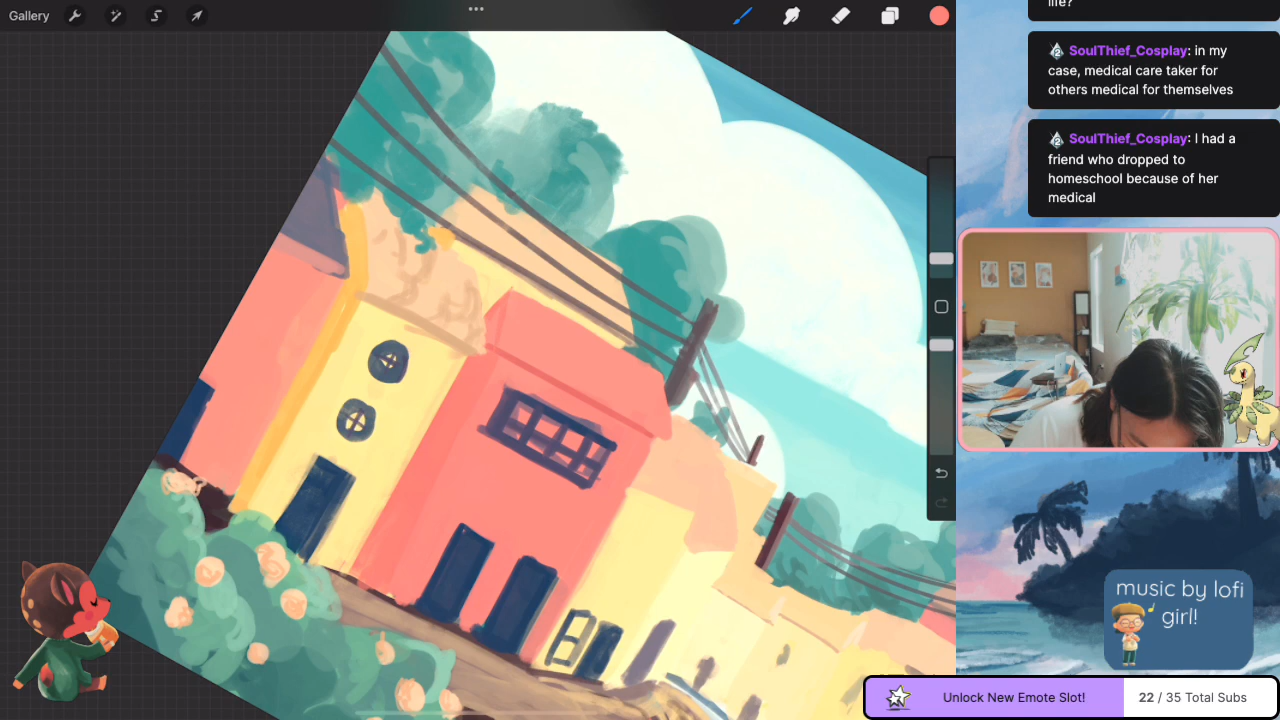 Gallery
life?
SoulThief_Cosplay: in my
case, medical care taker for
others medical for themselves
SoulThief_Cosplay: I had a
friend who dropped to
homeschool because of her
medical
music by lofi
girl!
Unlock New Emote Slot!
22 / 35 Total Subs